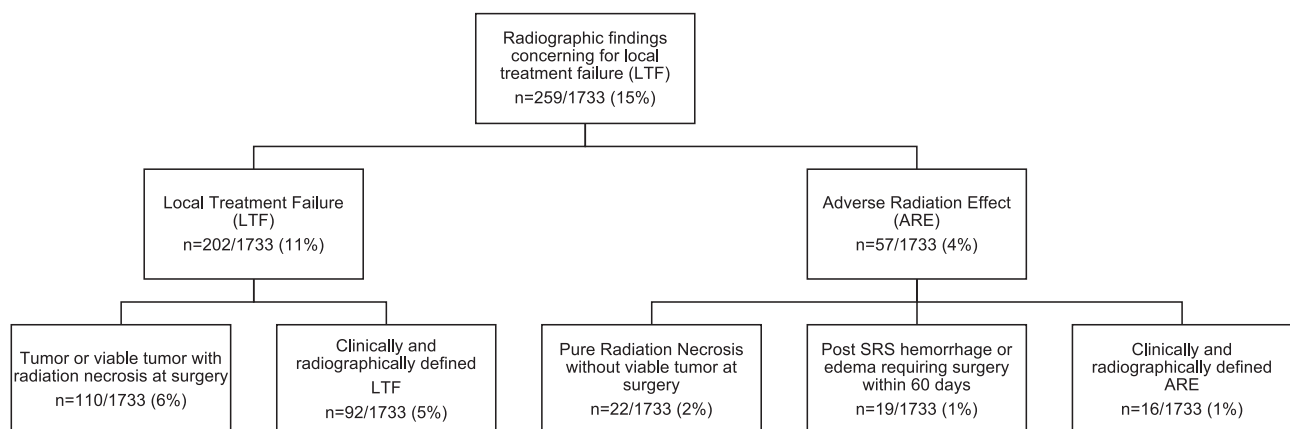 Radiographic findings
concerning for local
treatment failure (LTF)
n=259/1733 (15%)
Local Treatment Failure
(LTF)
n=202/1733 (11%)
Adverse Radiation Effect
(ARE)
n=57/1733 (4%)
Tumor or viable tumor with
radiation necrosis at surgery
n=110/1733 (6%)
Clinically and
radiographically defined
LTF
n=92/1733 (5%)
Pure Radiation Necrosis
without viable tumor at
surgery
n=22/1733 (2%)
Post SRS hemorrhage or
edema requiring surgery
within 60 days
n=19/1733 (1%)
Clinically and
radiographically defined
ARE
n=16/1733 (1%)